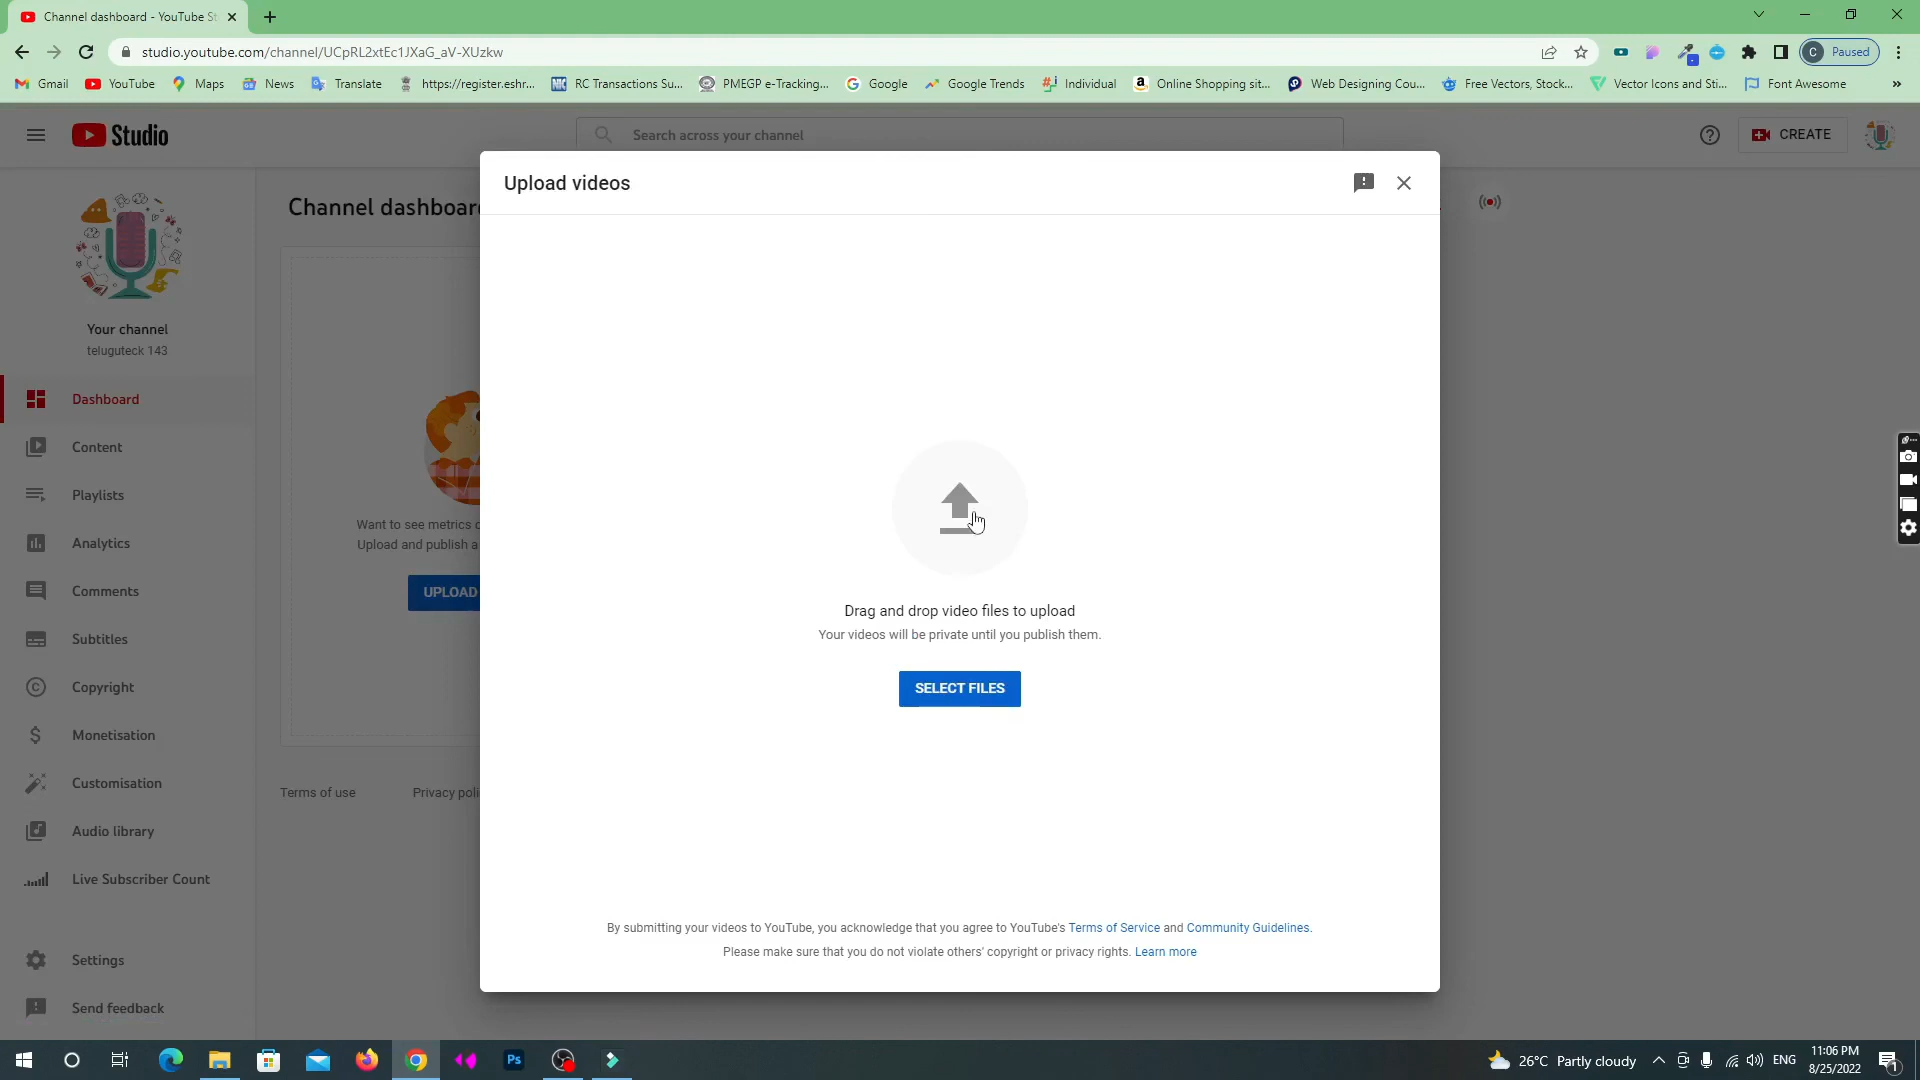 Channel dashboard - YouTube St
studio.youtube.com/channel/UCpRL2xtEc1JXaG_aV-XUzkw
C Paused
Gmail YouTube Maps News Translate https://register.eshr... RC Transactions Su... PMEGP e-Tracking... Google Google Trends Individual Online Shopping sit... Web Designing Cou... Free Vectors, Stock... Vector Icons and Sti... Font Awesome »
Studio
Search across your channel
CREATE
Upload videos
Channel dashboar
Your channel
teluguteck 143
Dashboard
Content
Playlists
Analytics
Comments
Subtitles
Copyright
Monetisation
Customisation
Audio library
Live Subscriber Count
Settings
Send feedback
Want to see metrics
Upload and publish a
UPLOAD
Terms of use
Privacy poli
Drag and drop video files to upload
Your videos will be private until you publish them.
SELECT FILES
By submitting your videos to YouTube, you acknowledge that you agree to YouTube's Terms of Service and Community Guidelines.
Please make sure that you do not violate others' copyright or privacy rights. Learn more
Ps
26°C Partly cloudy
ENG
11:06 PM
8/25/2022
1